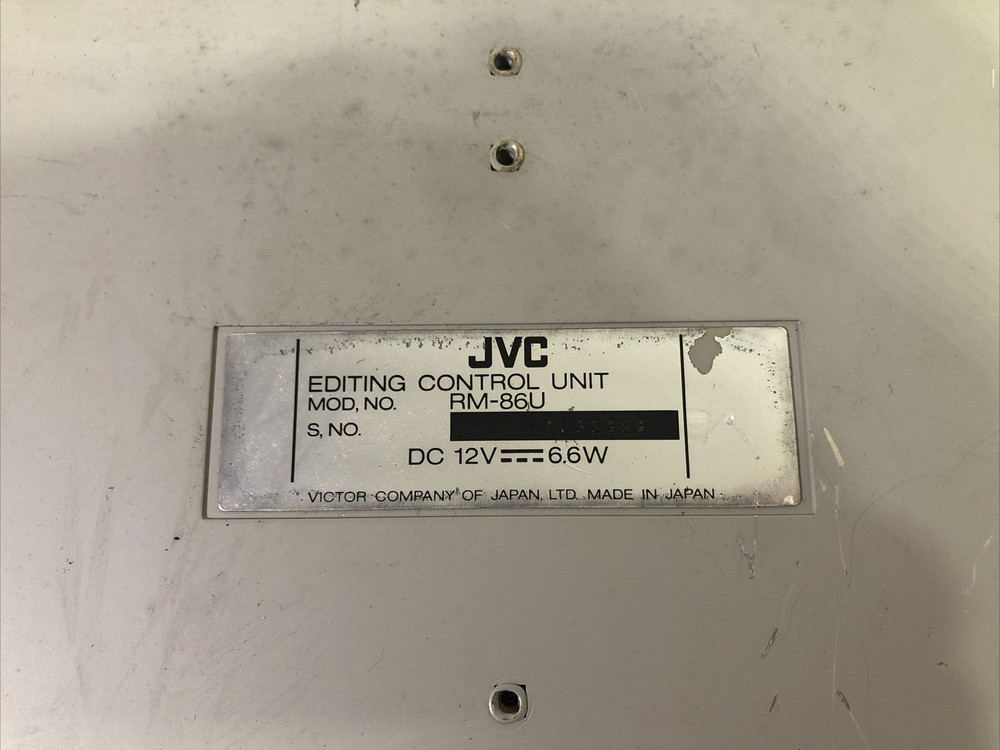 JVC
EDITING CONTROL UNIT
MOD, NO. RM-86U
S, NO.
DC 12V⎓6.6W
VICTOR COMPANY OF JAPAN, LTD. MADE IN JAPAN